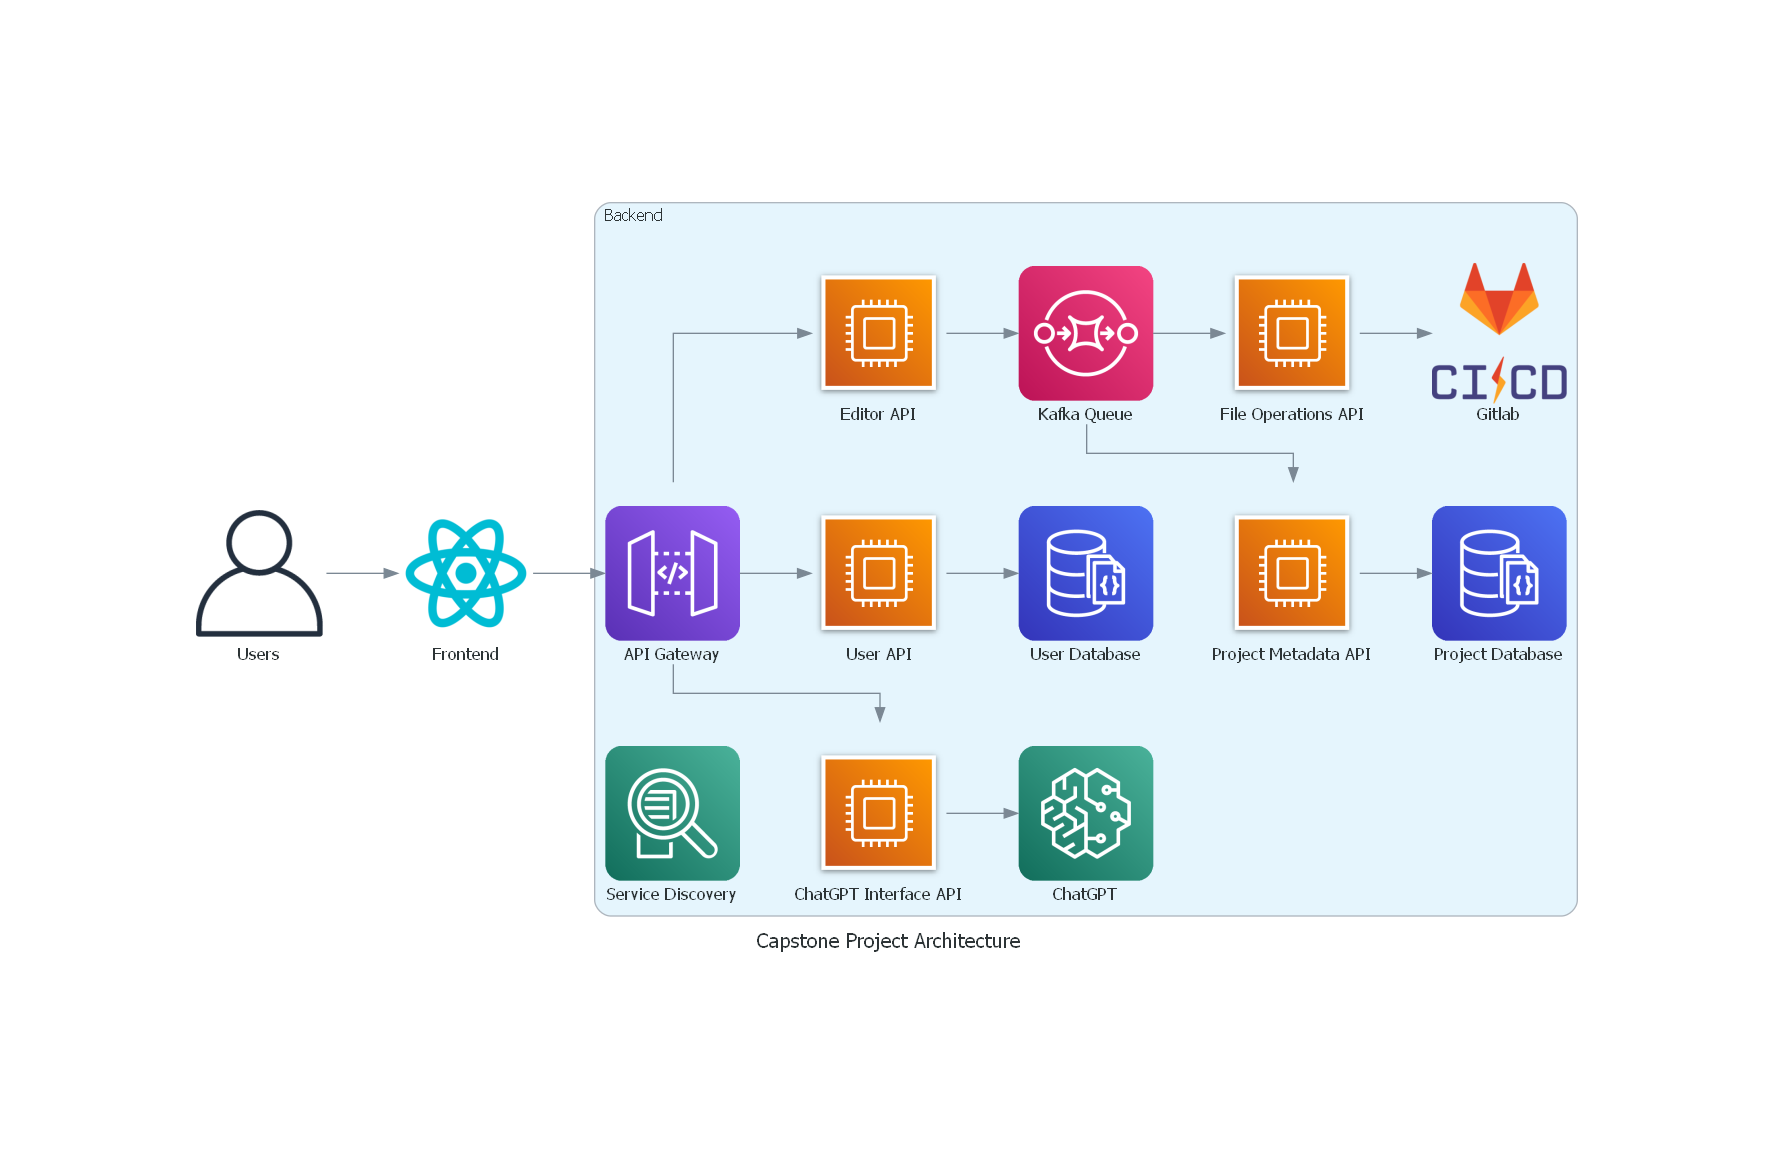 Backend
CI CD
Editor API
Kafka Queue
File Operations API
Gitlab
Users
Frontend
API Gateway
</>
User API
User Database
{}
Project Metadata API
Project Database
{}
Service Discovery
ChatGPT Interface API
ChatGPT
Capstone Project Architecture